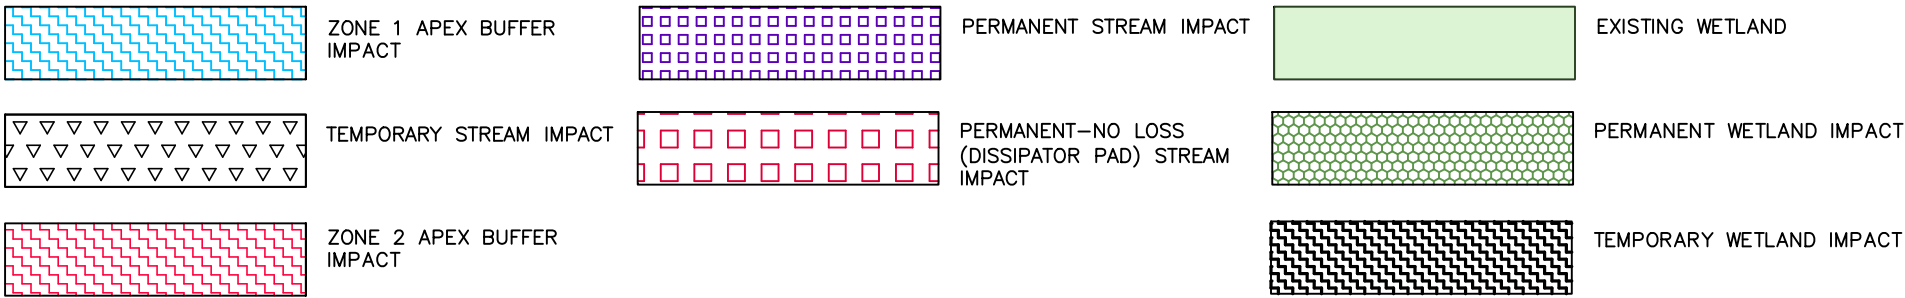 ZONE 1 APEX BUFFER
IMPACT
TEMPORARY STREAM IMPACT
ZONE 2 APEX BUFFER
IMPACT
PERMANENT STREAM IMPACT
PERMANENT-NO LOSS
(DISSIPATOR PAD) STREAM
IMPACT
EXISTING WETLAND
PERMANENT WETLAND IMPACT
TEMPORARY WETLAND IMPACT